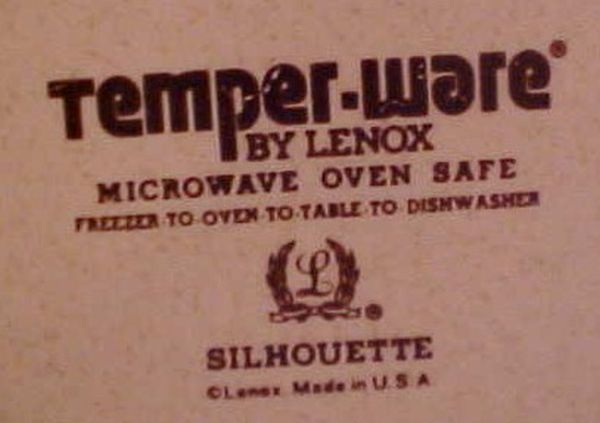 Temper-ware®
BY LENOX
MICROWAVE OVEN SAFE
FREEZER·TO·OVEN·TO·TABLE·TO·DISHWASHER
L ®
SILHOUETTE
©Lenox Made in U.S.A.